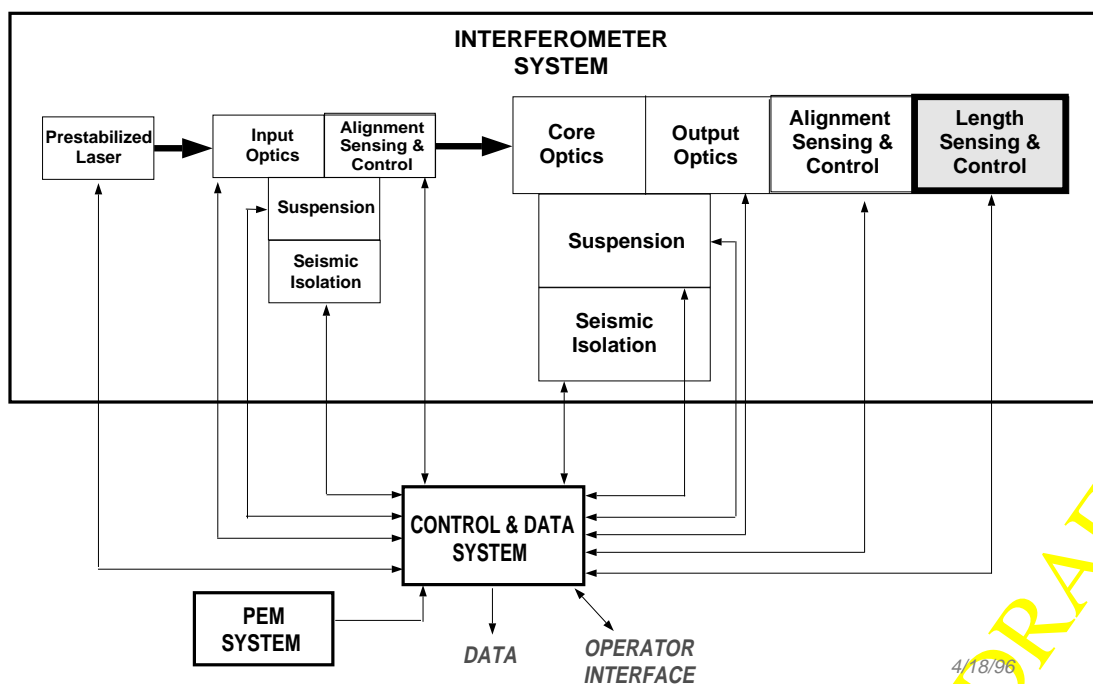 INTERFEROMETER
SYSTEM
Prestabilized
Laser
Input
Optics
Alignment
Sensing &
Control
Suspension
Seismic
Isolation
Core
Optics
Output
Optics
Alignment
Sensing &
Control
Length
Sensing &
Control
Suspension
Seismic
Isolation
CONTROL & DATA
SYSTEM
PEM
SYSTEM
DATA
OPERATOR
INTERFACE
4/18/96